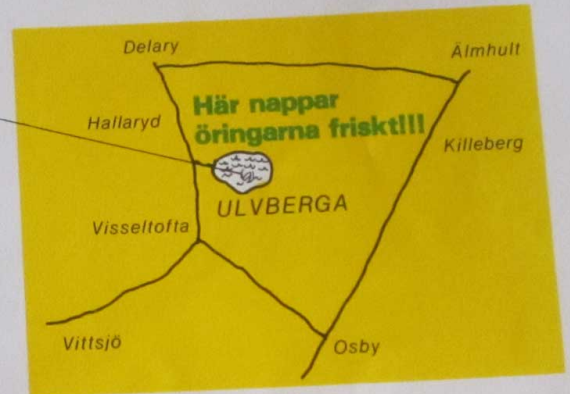 Delary
Älmhult
Här nappar
öringarna friskt!!!
Hallaryd
Killeberg
ULVBERGA
Visseltofta
Vittsjö
Osby